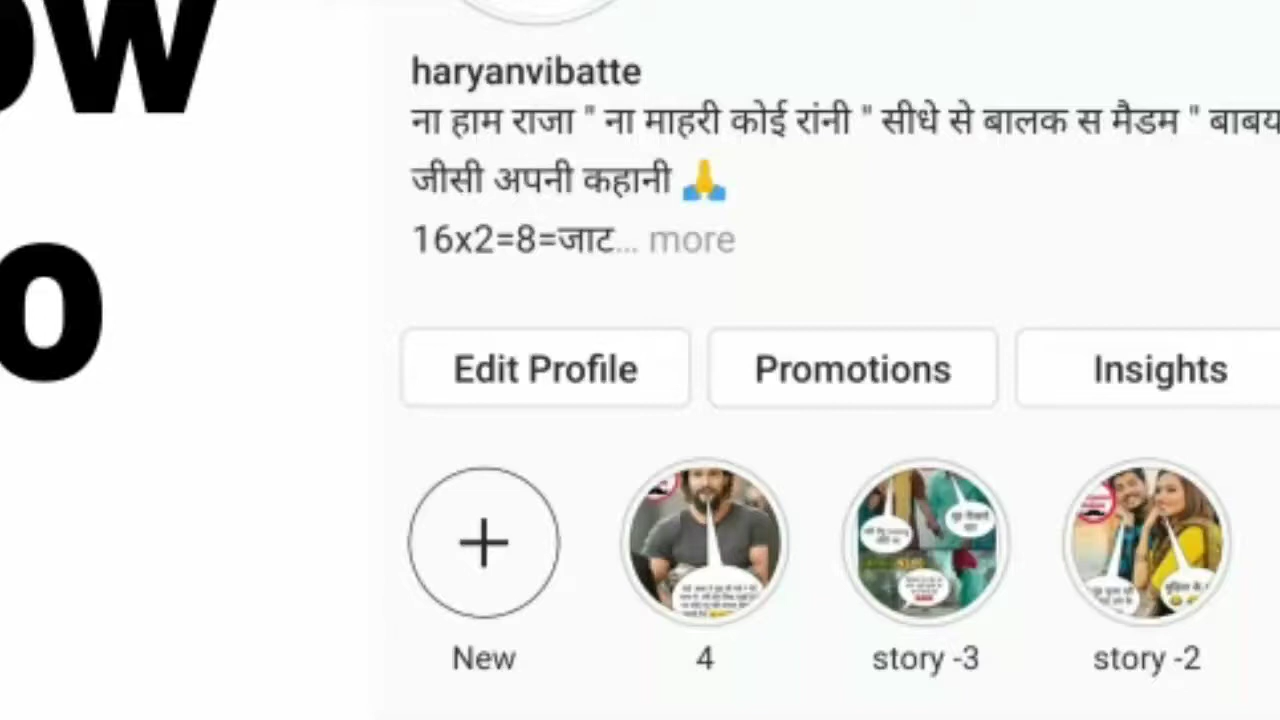 ow
o
haryanvibatte
ना हाम राजा " ना माहरी कोई रांनी " सीधे से बालक स मैडम " बाबय
जीसी अपनी कहानी 🙏
16x2=8=जाट... more
Edit Profile
Promotions
Insights
New
4
story -3
story -2